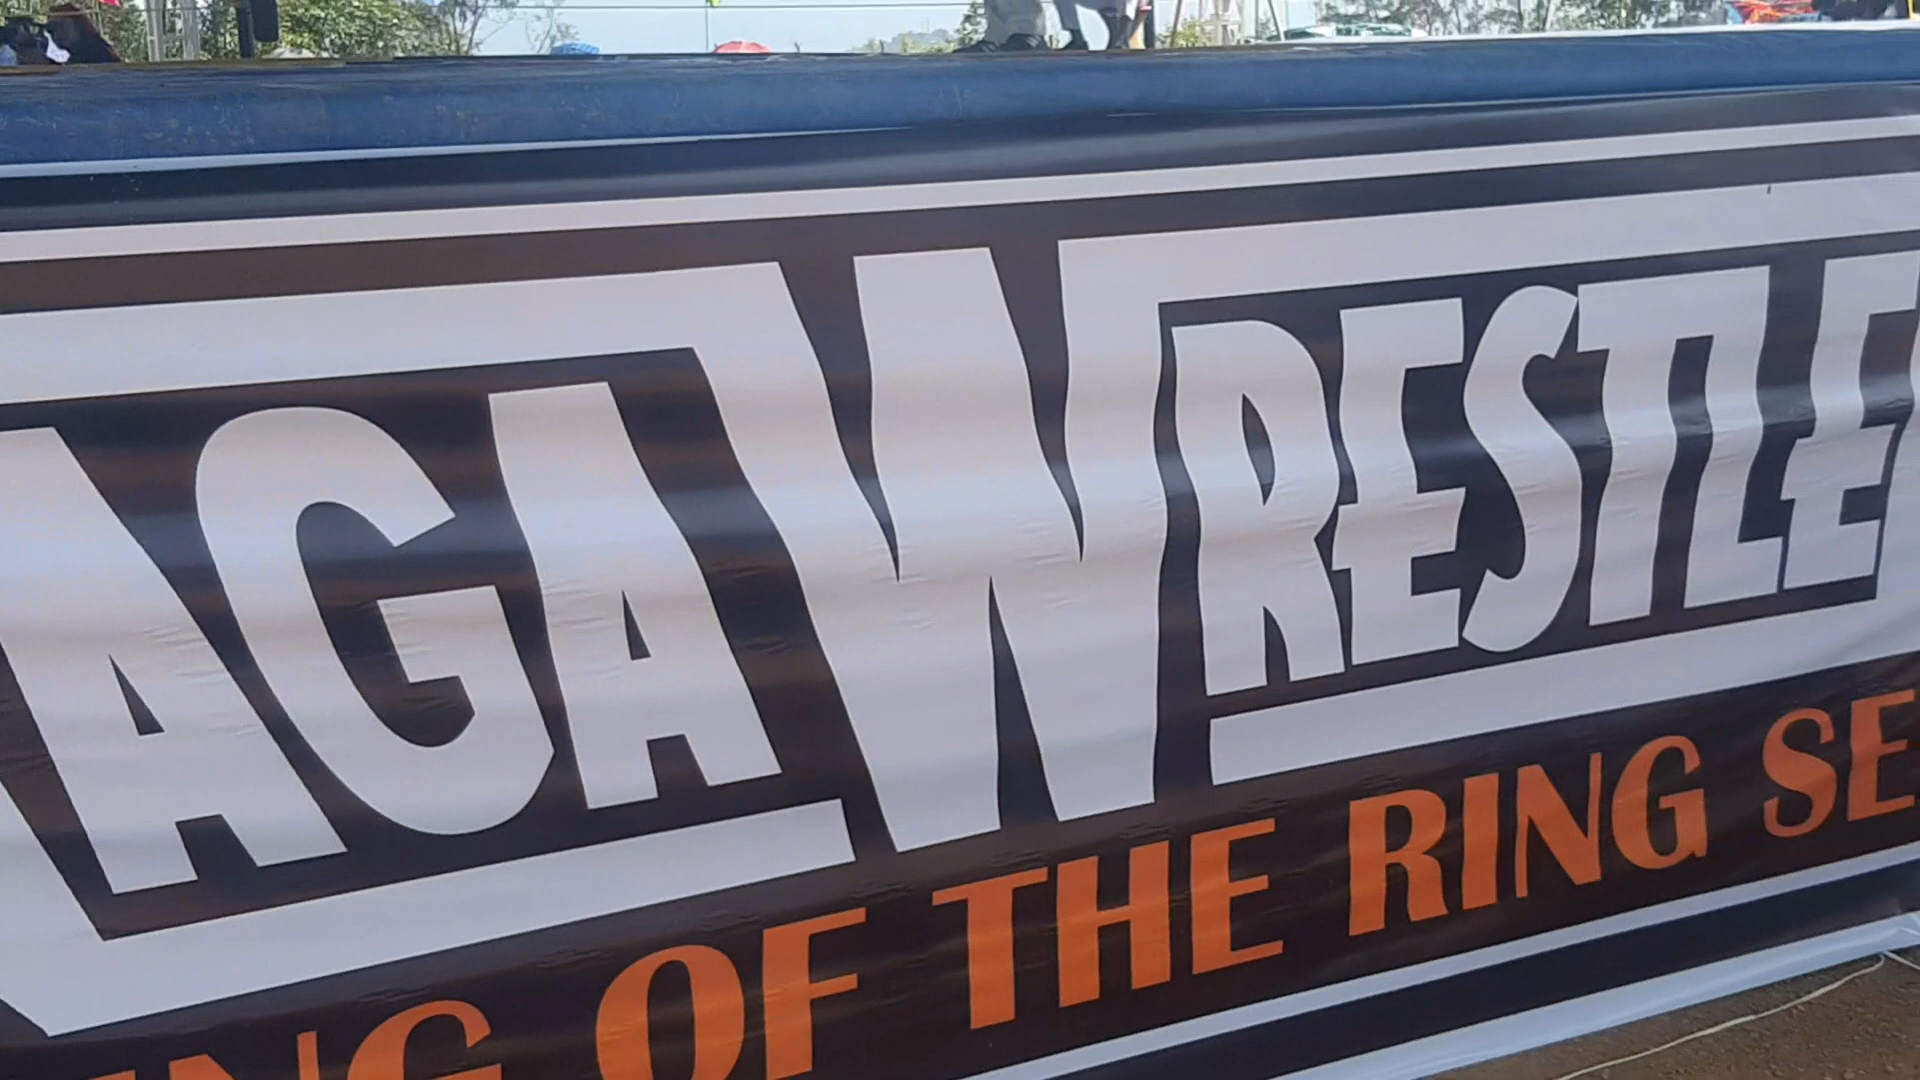 AGA WRESTLE
NG OF THE RING SE